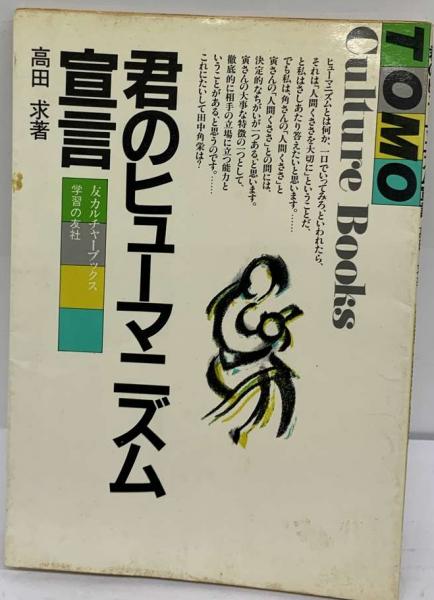 TOMO
Culture Books
ヒューマニズムとは何か、一口でいってみろ、といわれたら、
それは「人間くささを大切に」ということだ、
と私はさしあたり答えたいと思います。……
でも私は、角さんの「人間くささ」と
寅さんの「人間くささ」との間には、
決定的なちがいが一つあると思います。
寅さんの大事な特徴の一つとして、
徹底的に相手の立場に立つ能力、と
いうことがある、と思うのです。……
これにたいして田中角栄は？
君のヒューマニズム
宣言
友カルチャーブックス
学習の友社
高田 求著